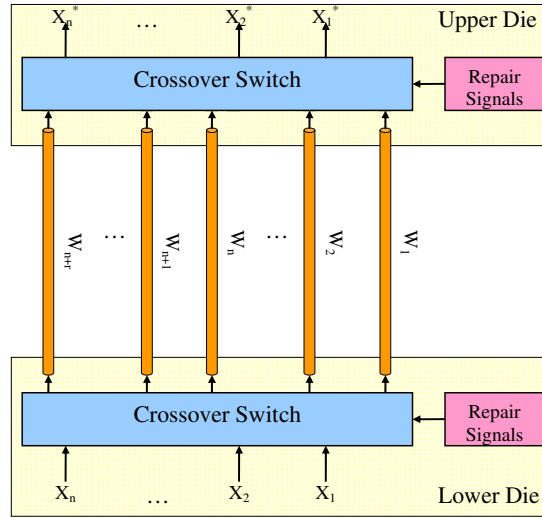 Xn* … X2* X1* Upper Die
Crossover Switch
Repair
Signals
Wn+r … Wn+1 Wn … W2 W1
Crossover Switch
Repair
Signals
Xn … X2 X1 Lower Die